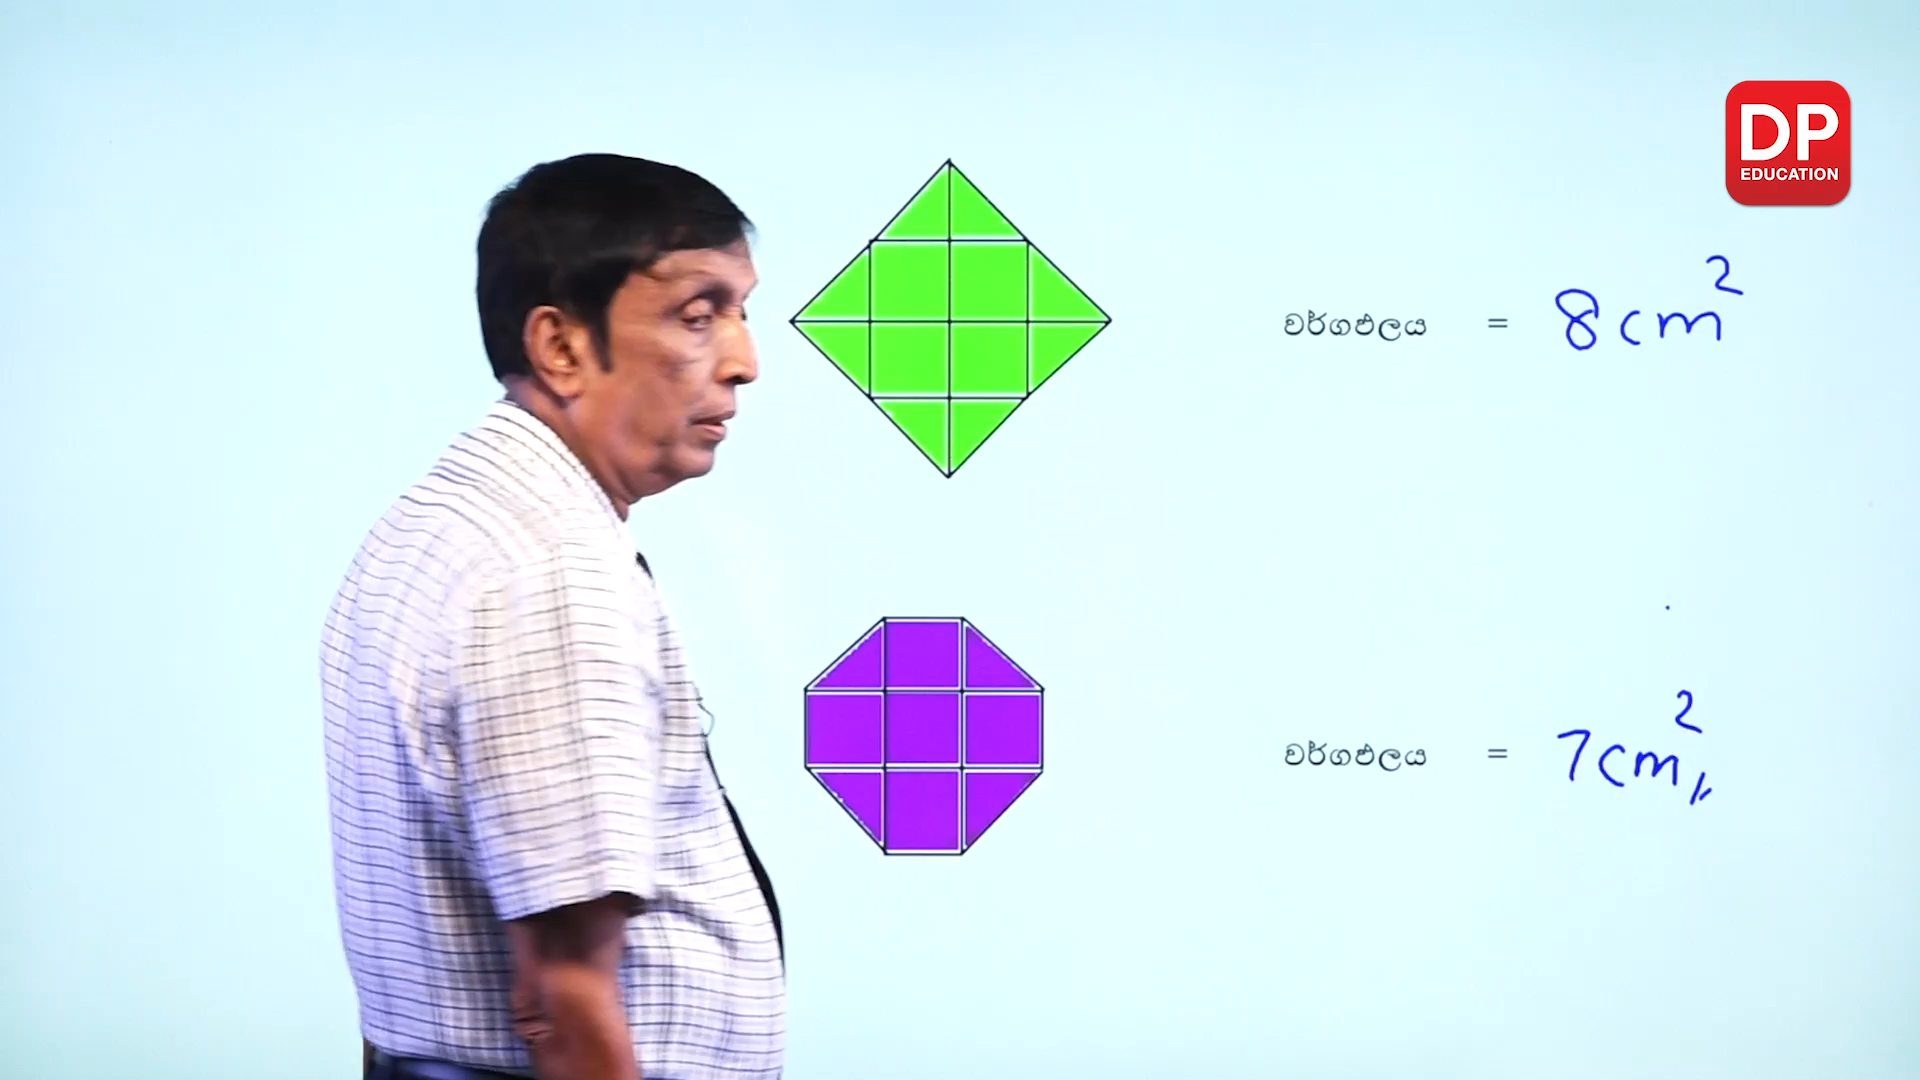 DP
EDUCATION
වර්ගඵලය = 8cm²
වර්ගඵලය = 7cm²